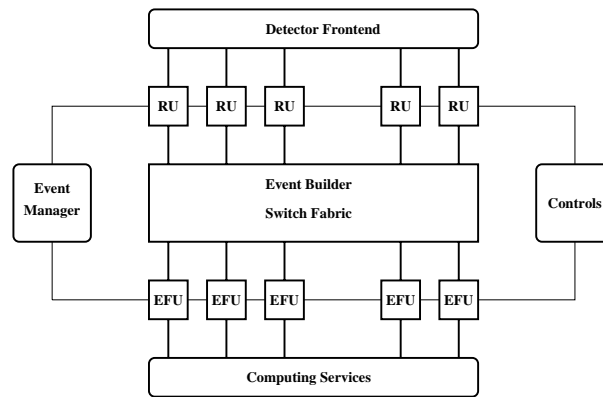 Detector Frontend
RU RU RU RU RU
Event Builder
Switch Fabric
Event
Manager
Controls
EFU EFU EFU EFU EFU
Computing Services